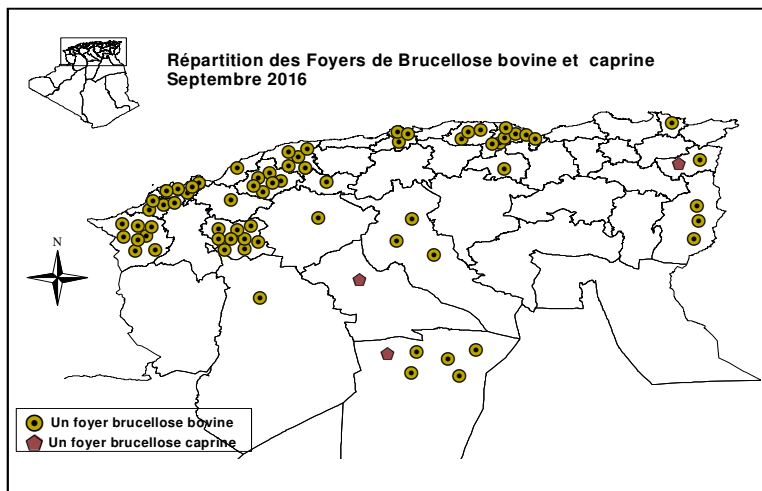 Répartition des Foyers de Brucellose bovine et caprine
Septembre 2016
N
Un foyer brucellose bovine
Un foyer brucellose caprine